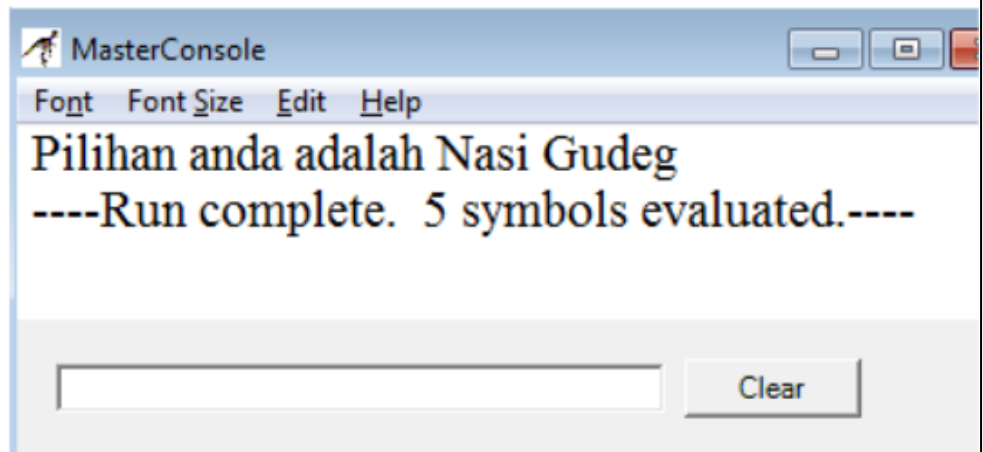 MasterConsole
Font Font Size Edit Help
Pilihan anda adalah Nasi Gudeg
----Run complete.  5 symbols evaluated.----
Clear